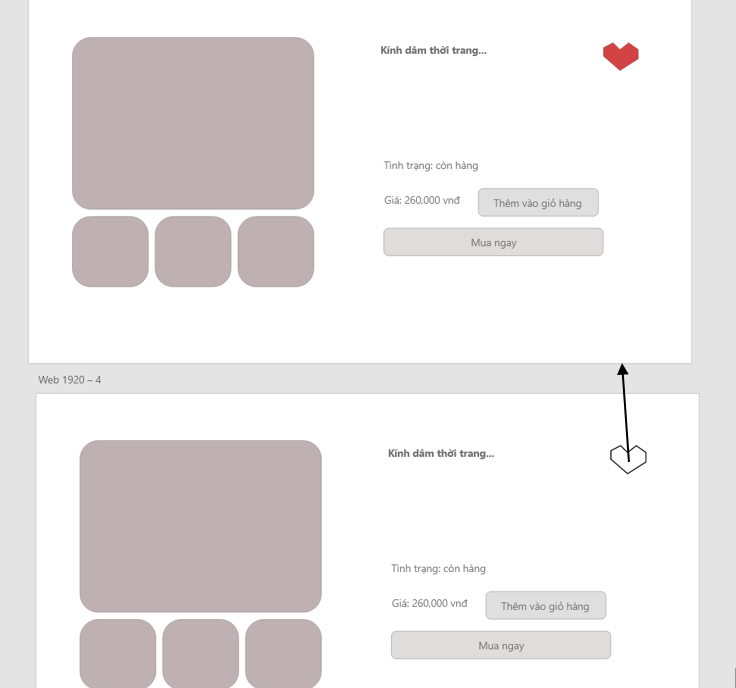 Kính dâm thời trang...
Tình trạng: còn hàng
Giá: 260,000 vnđ
Thêm vào giỏ hàng
Mua ngay
Web 1920 – 4
Kính dâm thời trang...
Tình trạng: còn hàng
Giá: 260,000 vnđ
Thêm vào giỏ hàng
Mua ngay